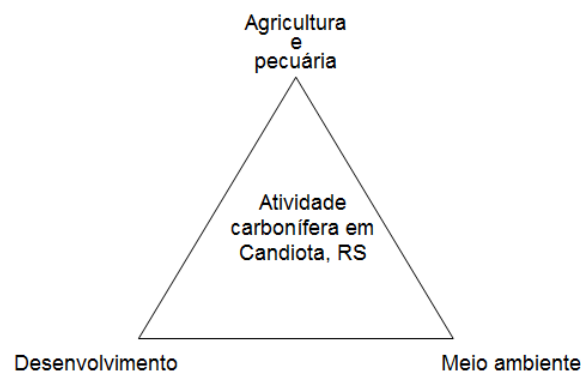 Agricultura
e
pecuária
Atividade
carbonífera em
Candiota, RS
Desenvolvimento
Meio ambiente